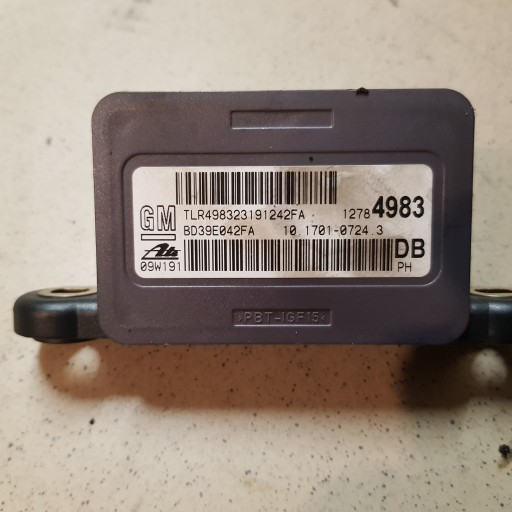 GM
TLR498323191242FA 1278 4983
BD39E042FA 10.1701-0724.3
Ate DB
09W191 PH
>PBT-IGF15<